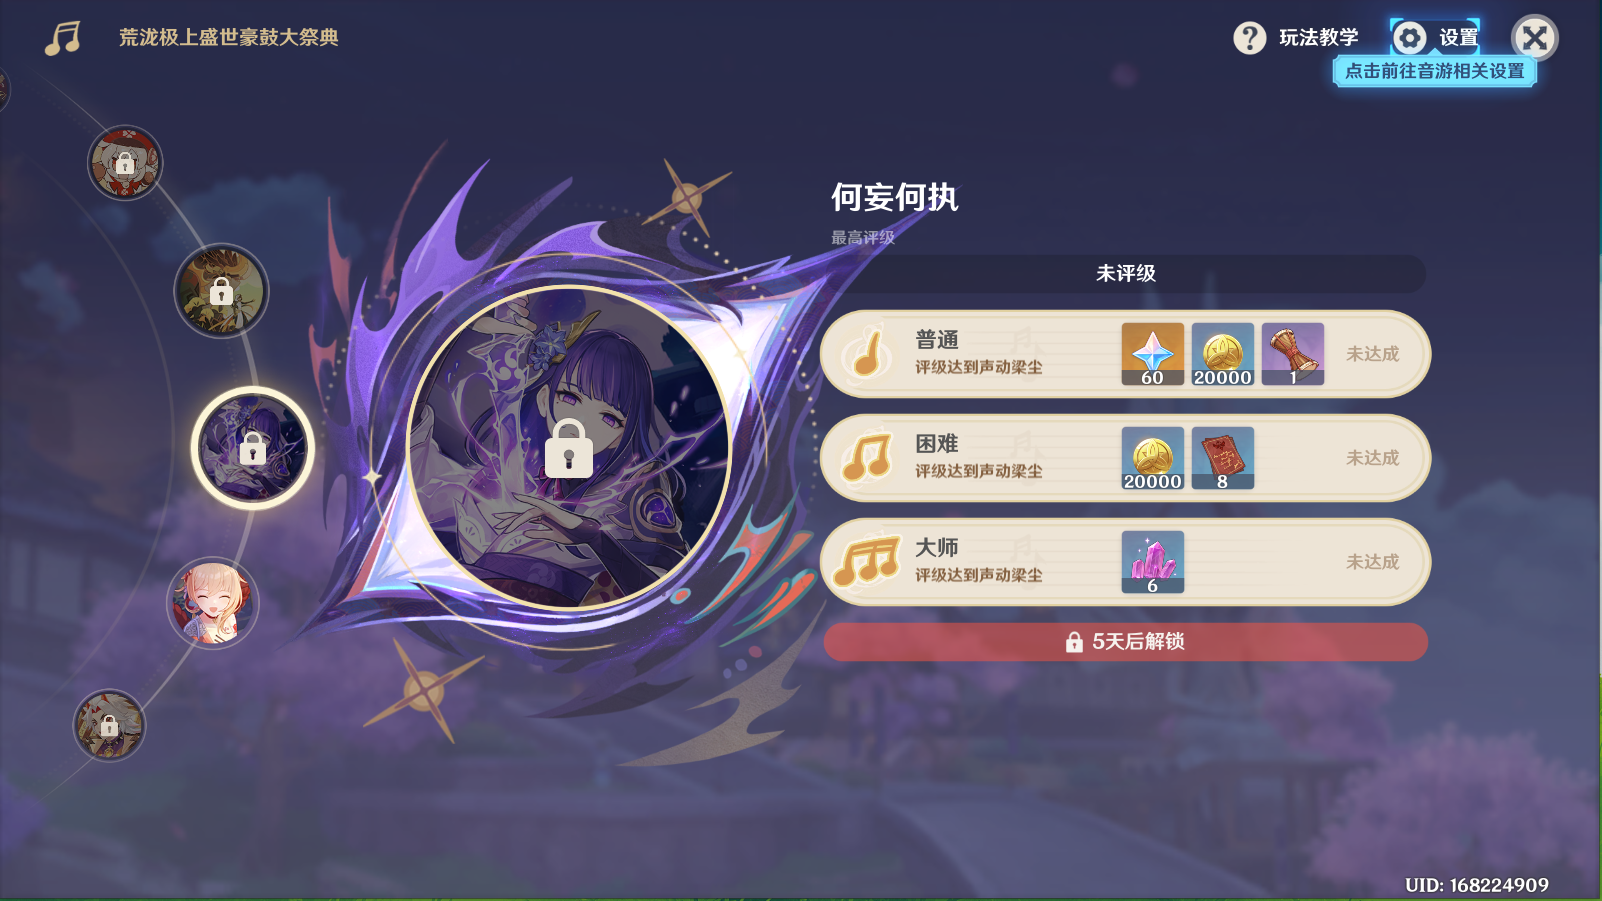 荒泷极上盛世豪鼓大祭典
玩法教学
设置
点击前往音游相关设置
何妄何执
最高评级
未评级
普通
评级达到声动梁尘
60
20000
1
未达成
困难
评级达到声动梁尘
20000
8
未达成
大师
评级达到声动梁尘
6
未达成
5天后解锁
UID: 168224909